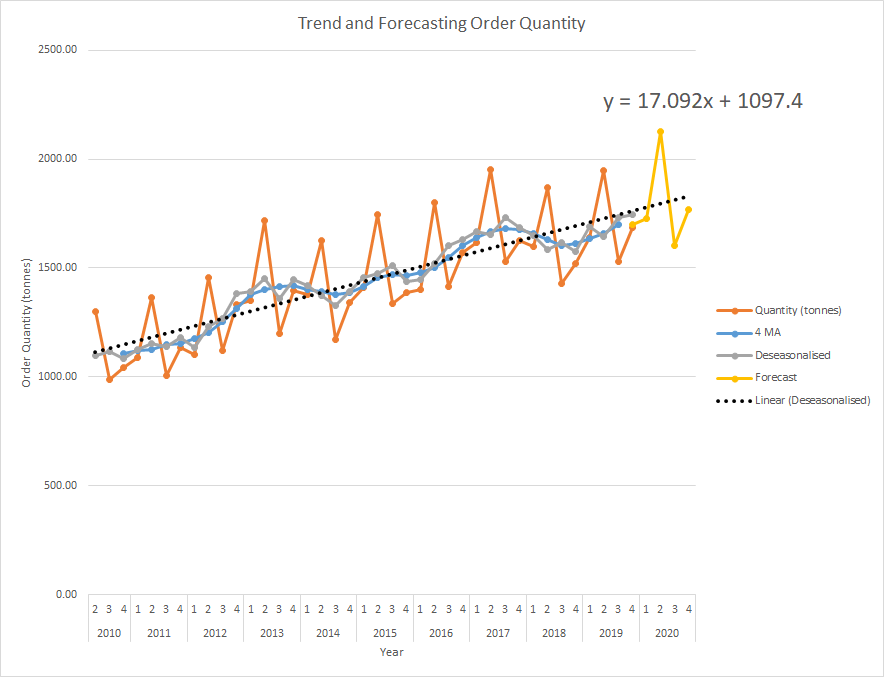 Trend and Forecasting Order Quantity
y = 17.092x + 1097.4
2500.00
2000.00
1500.00
1000.00
500.00
0.00
Order Quantity (tonnes)
2 3 4 1 2 3 4 1 2 3 4 1 2 3 4 1 2 3 4 1 2 3 4 1 2 3 4 1 2 3 4 1 2 3 4 1 2 3 4 1 2 3 4
2010 2011 2012 2013 2014 2015 2016 2017 2018 2019 2020
Year
Quantity (tonnes)
4 MA
Deseasonalised
Forecast
Linear (Deseasonalised)